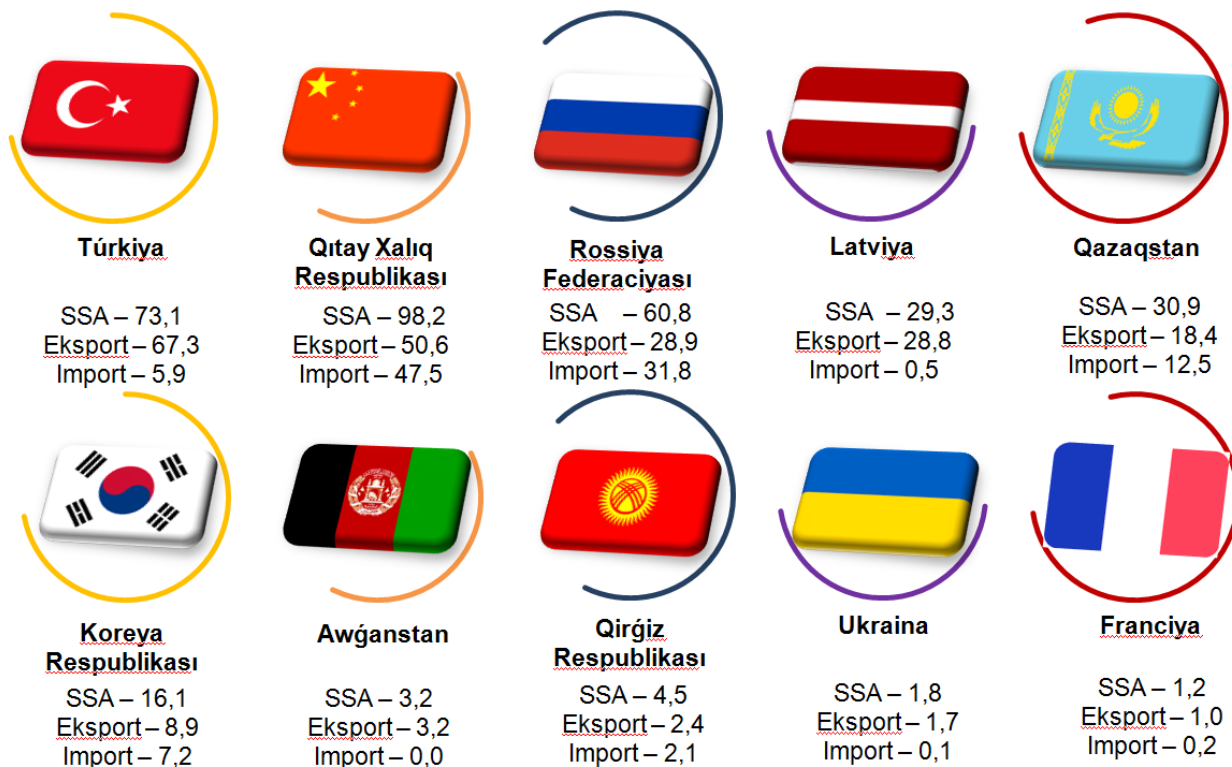 Túrkiya
SSA – 73,1
Eksport – 67,3
Import – 5,9
Qıtay Xalıq
Respublikası
SSA – 98,2
Eksport – 50,6
Import – 47,5
Rossiya
Federaciyası
SSA – 60,8
Eksport – 28,9
Import – 31,8
Latviya
SSA – 29,3
Eksport – 28,8
Import – 0,5
Qazaqstan
SSA – 30,9
Eksport – 18,4
Import – 12,5
Koreya
Respublikası
SSA – 16,1
Eksport – 8,9
Import – 7,2
Awǵanstan
SSA – 3,2
Eksport – 3,2
Import – 0,0
Qirǵiz
Respublikası
SSA – 4,5
Eksport – 2,4
Import – 2,1
Ukraina
SSA – 1,8
Eksport – 1,7
Import – 0,1
Franciya
SSA – 1,2
Eksport – 1,0
Import – 0,2